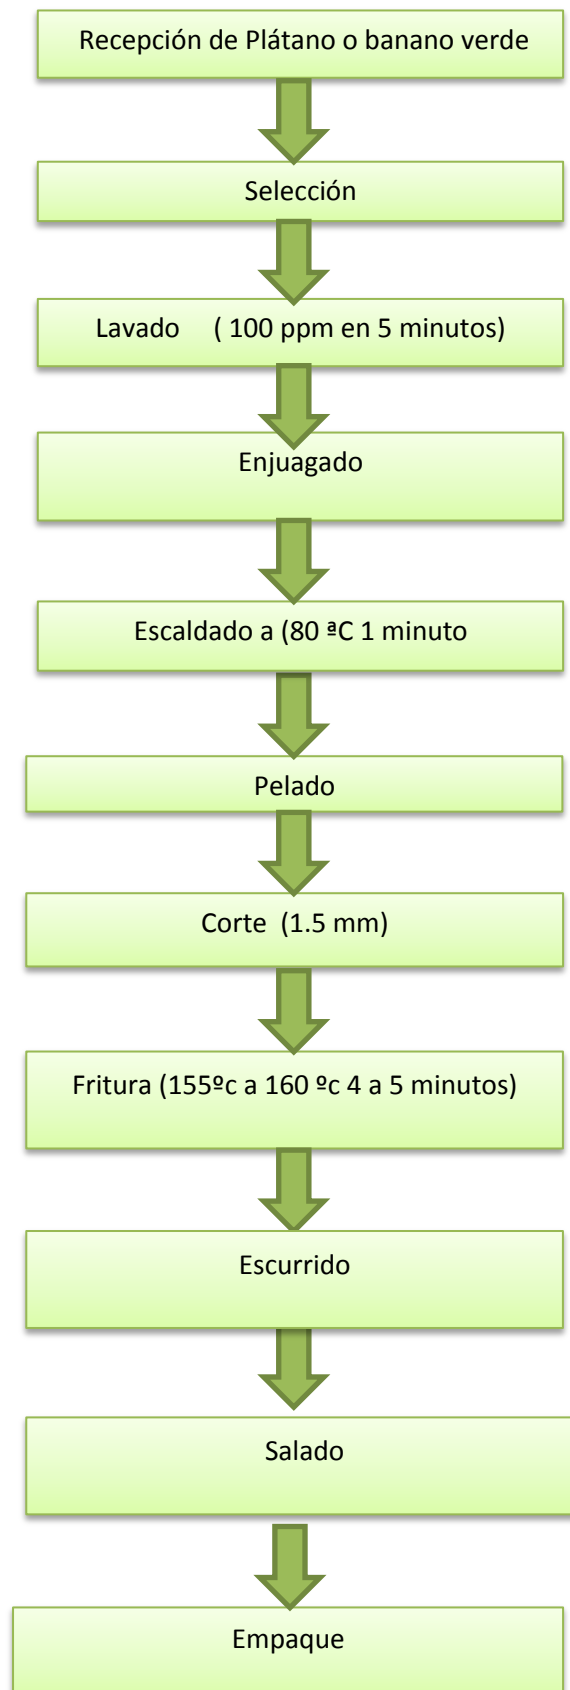 Recepción de Plátano o banano verde
Selección
Lavado ( 100 ppm en 5 minutos)
Enjuagado
Escaldado a (80 ªC 1 minuto
Pelado
Corte (1.5 mm)
Fritura (155ºc a 160 ºc 4 a 5 minutos)
Escurrido
Salado
Empaque